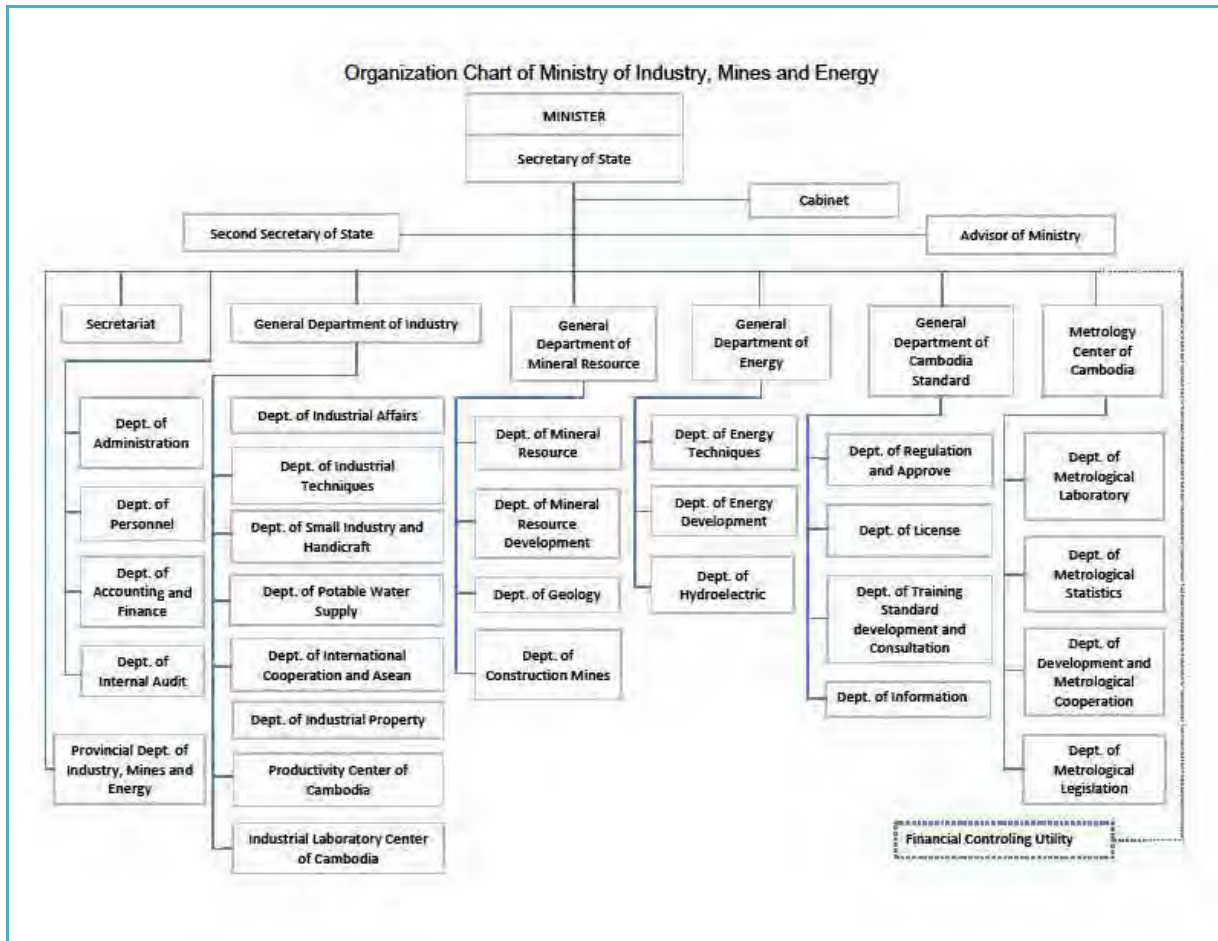 Organization Chart of Ministry of Industry, Mines and Energy
MINISTER
Secretary of State
Cabinet
Second Secretary of State
Advisor of Ministry
Secretariat
General Department of Industry
General
Department of
Mineral Resource
General
Department of
Energy
General
Department of
Cambodia
Standard
Metrology
Center of
Cambodia
Dept. of
Administration
Dept. of
Personnel
Dept. of
Accounting and
Finance
Dept. of
Internal Audit
Provincial Dept. of
Industry, Mines and
Energy
Dept. of Industrial Affairs
Dept. of Industrial
Techniques
Dept. of Small Industry and
Handicraft
Dept. of Potable Water
Supply
Dept. of International
Cooperation and Asean
Dept. of Industrial Property
Productivity Center of
Cambodia
Industrial Laboratory Center
of Cambodia
Dept. of Mineral
Resource
Dept. of Mineral
Resource
Development
Dept. of Geology
Dept. of
Construction Mines
Dept. of Energy
Techniques
Dept. of Energy
Development
Dept. of
Hydroelectric
Dept. of Regulation
and Approve
Dept. of License
Dept. of Training
Standard
development and
Consultation
Dept. of Information
Dept. of
Metrological
Laboratory
Dept. of
Metrological
Statistics
Dept. of
Development and
Metrological
Cooperation
Dept. of
Metrological
Legislation
Financial Controling Utility